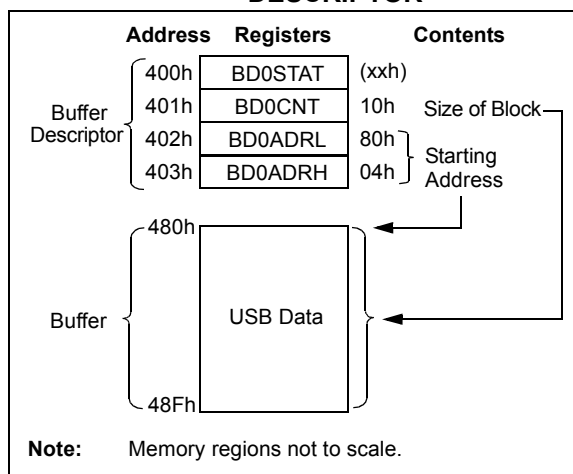 DESCRIPTOR
Address Registers Contents
400h BD0STAT (xxh)
401h BD0CNT 10h Size of Block
402h BD0ADRL 80h
403h BD0ADRH 04h
Buffer
Descriptor
Starting
Address
480h
Buffer USB Data
48Fh
Note: Memory regions not to scale.